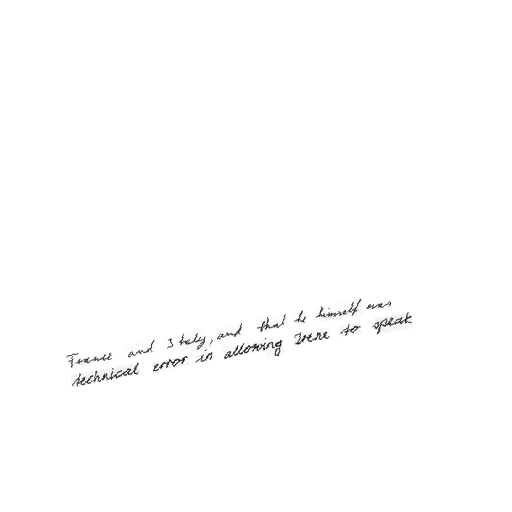 France and Italy, and that he himself was
technical error in allowing Irene to speak